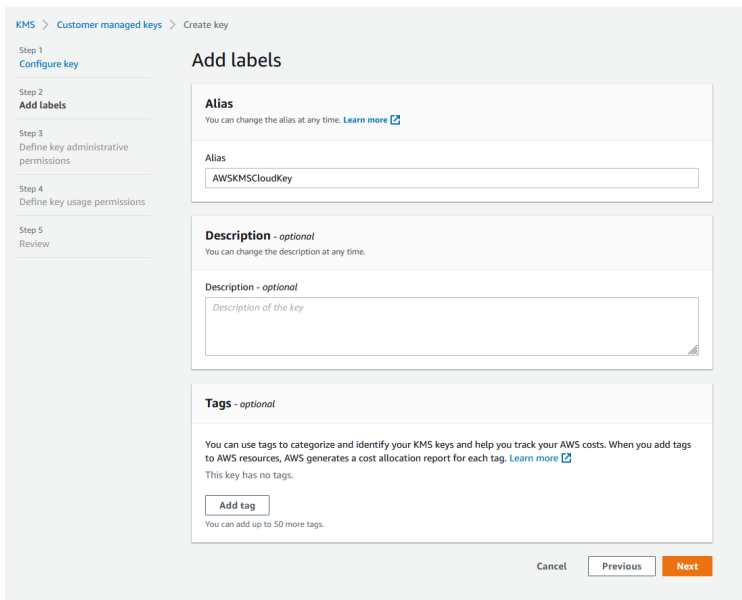 KMS > Customer managed keys > Create key
Step 1
Configure key
Step 2
Add labels
Step 3
Define key administrative
permissions
Step 4
Define key usage permissions
Step 5
Review
Add labels
Alias
You can change the alias at any time. Learn more
Alias
AWSKMSCloudKey
Description - optional
You can change the description at any time.
Description - optional
Description of the key
Tags - optional
You can use tags to categorize and identify your KMS keys and help you track your AWS costs. When you add tags
to AWS resources, AWS generates a cost allocation report for each tag. Learn more
This key has no tags.
Add tag
You can add up to 50 more tags.
Cancel Previous Next